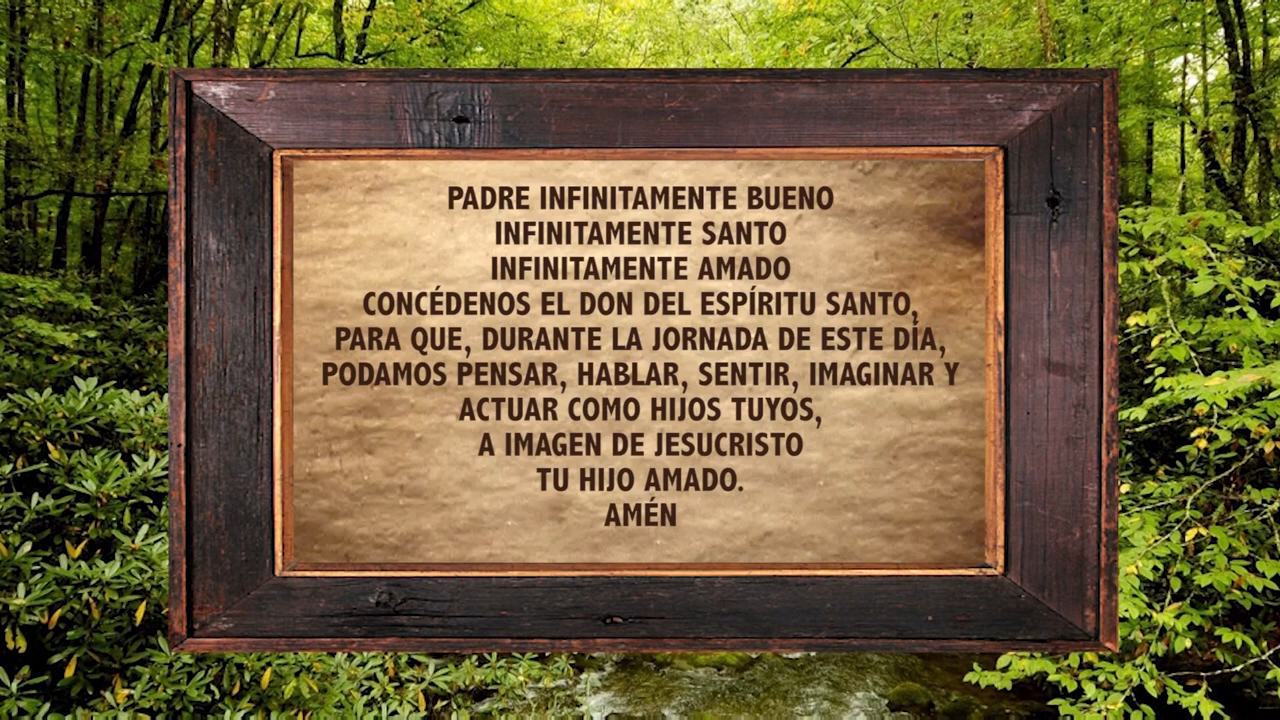 PADRE INFINITAMENTE BUENO
INFINITAMENTE SANTO
INFINITAMENTE AMADO
CONCÉDENOS EL DON DEL ESPÍRITU SANTO,
PARA QUE, DURANTE LA JORNADA DE ESTE DÍA,
PODAMOS PENSAR, HABLAR, SENTIR, IMAGINAR Y
ACTUAR COMO HIJOS TUYOS,
A IMAGEN DE JESUCRISTO
TU HIJO AMADO.
AMÉN